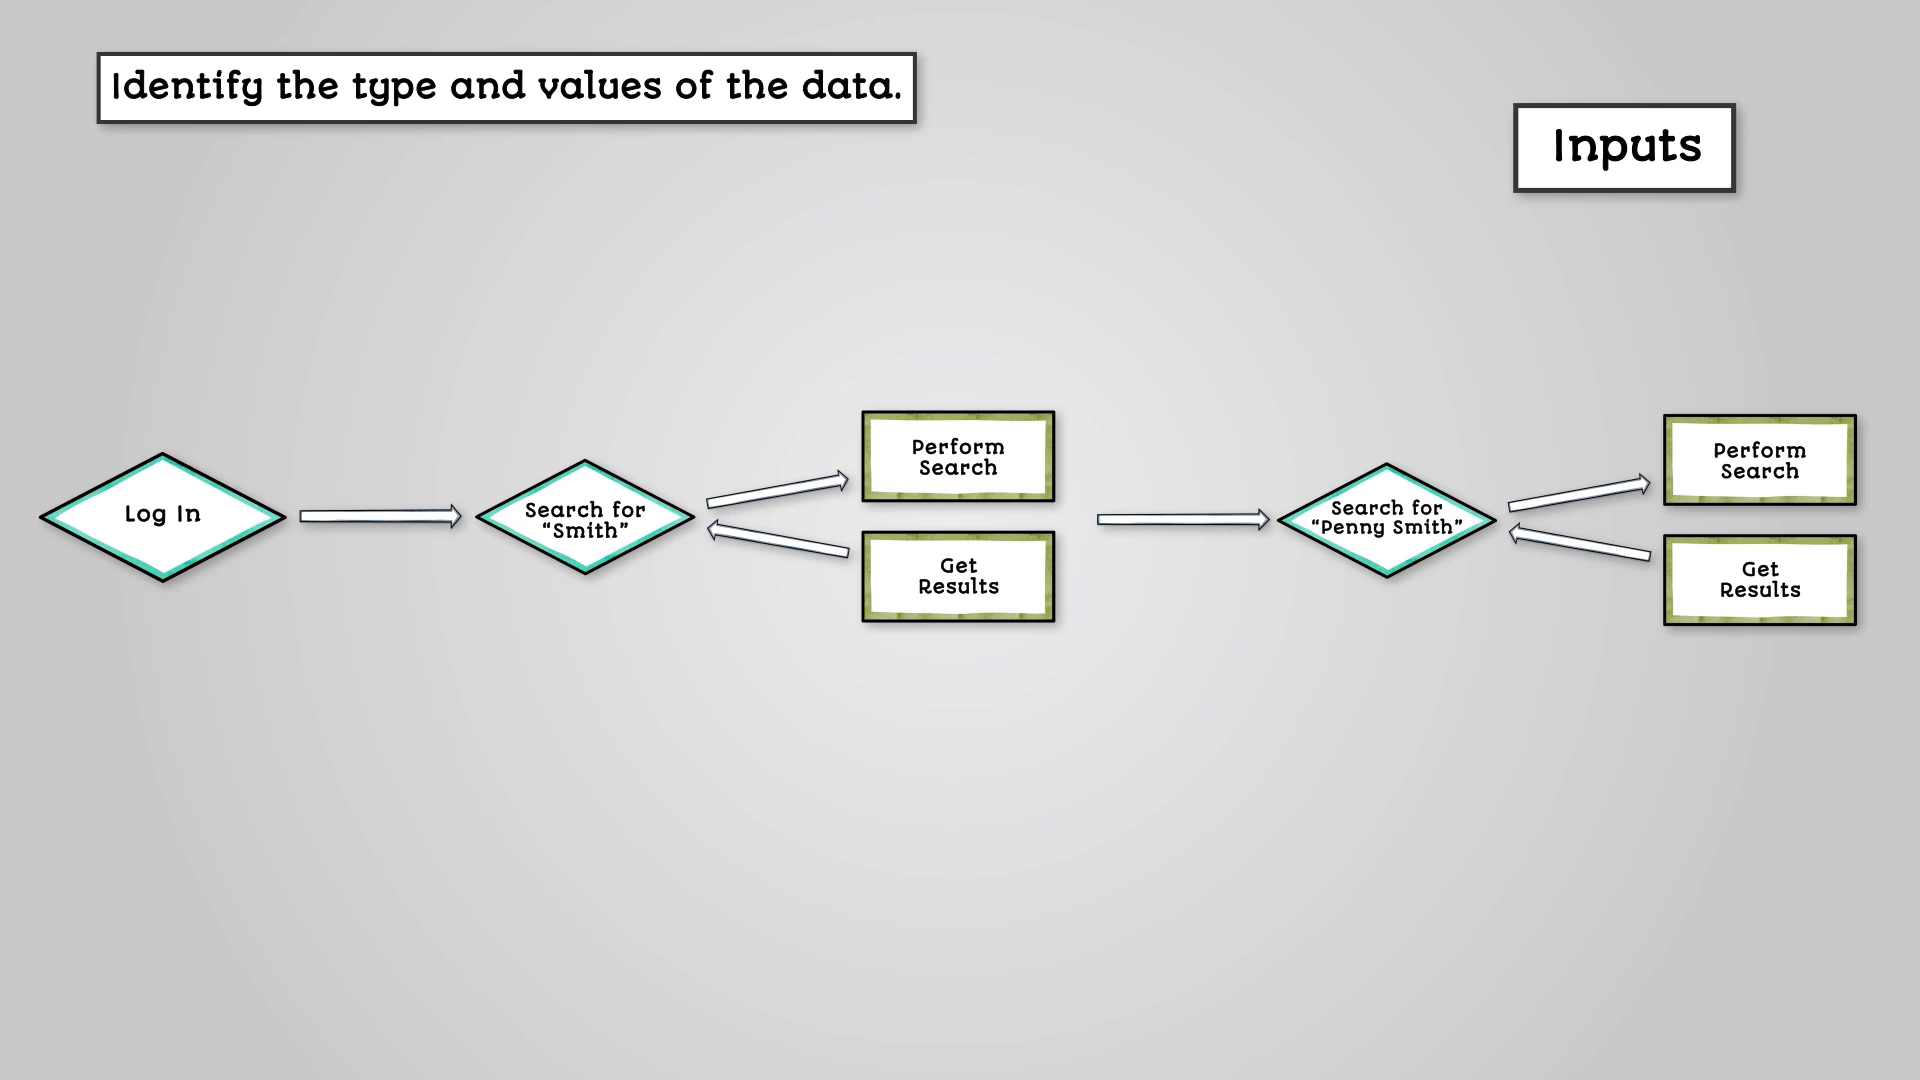 Identify the type and values of the data.
Inputs
Log In
Search for
“Smith”
Perform
Search
Get
Results
Search for
“Penny Smith”
Perform
Search
Get
Results